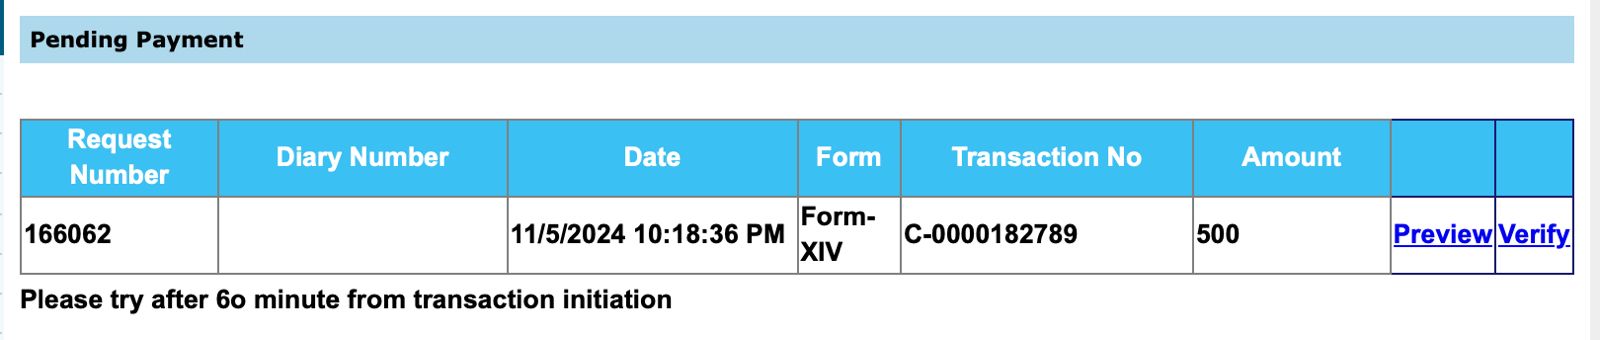 Pending Payment
Request Number Diary Number Date Form Transaction No Amount
166062 11/5/2024 10:18:36 PM Form-XIV C-0000182789 500 Preview Verify
Please try after 6o minute from transaction initiation